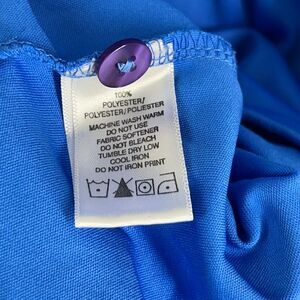 100%
POLYESTER/
POLYESTER/POLIESTER
MACHINE WASH WARM
DO NOT USE
FABRIC SOFTENER
DO NOT BLEACH
TUMBLE DRY LOW
COOL IRON
DO NOT IRON PRINT